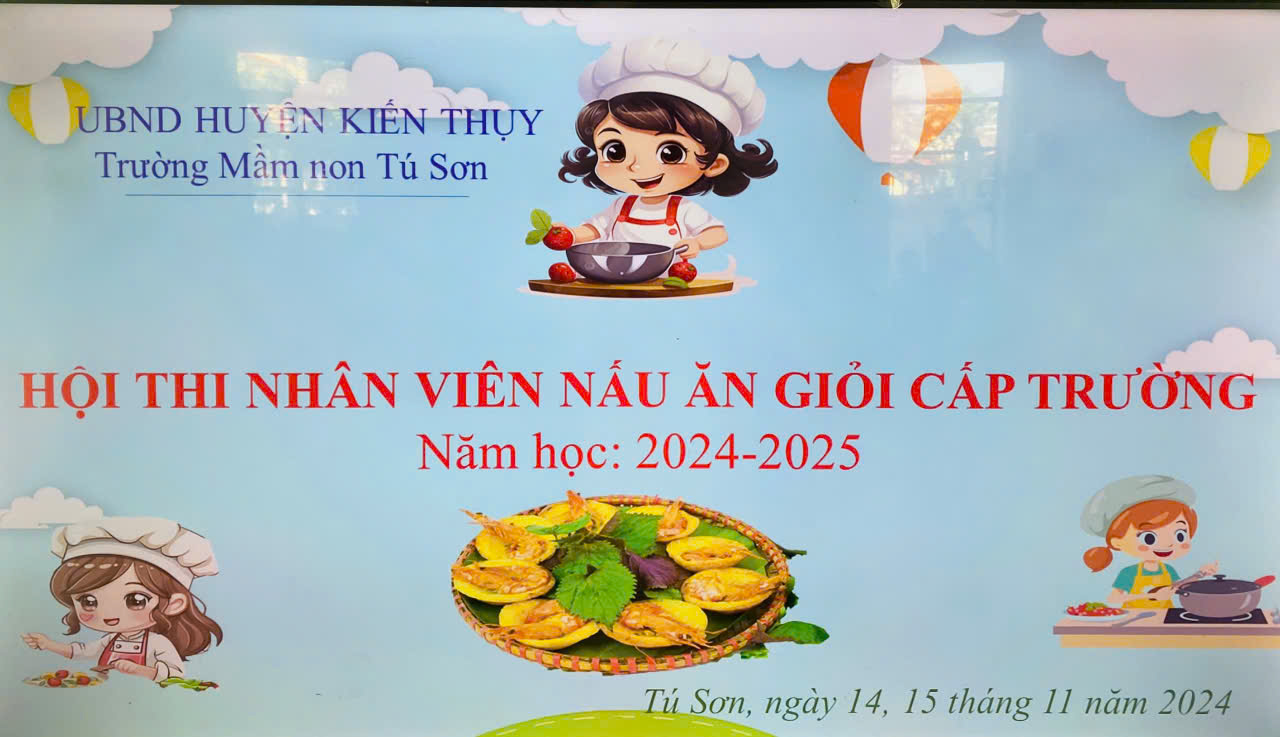 UBND HUYỆN KIẾN THỤY
Trường Mầm non Tú Sơn
HỘI THI NHÂN VIÊN NẤU ĂN GIỎI CẤP TRƯỜNG
Năm học: 2024-2025
Tú Sơn, ngày 14, 15 tháng 11 năm 2024